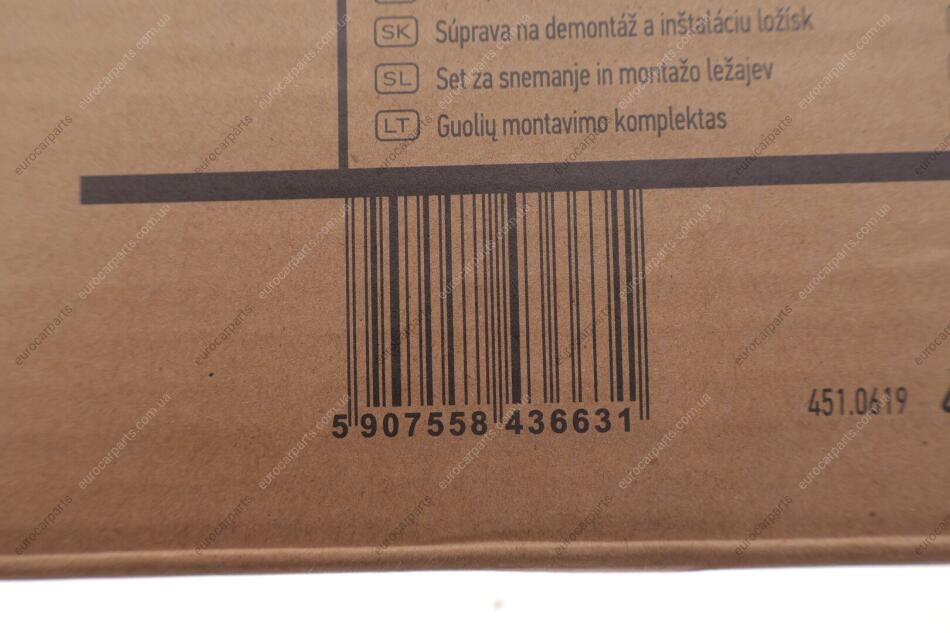 SK Súprava na demontáž a inštaláciu ložísk
SL Set za snemanje in montažo ležajev
LT Guolių montavimo komplektas
5 907558 436631
451.0619
eurocarparts.com.ua